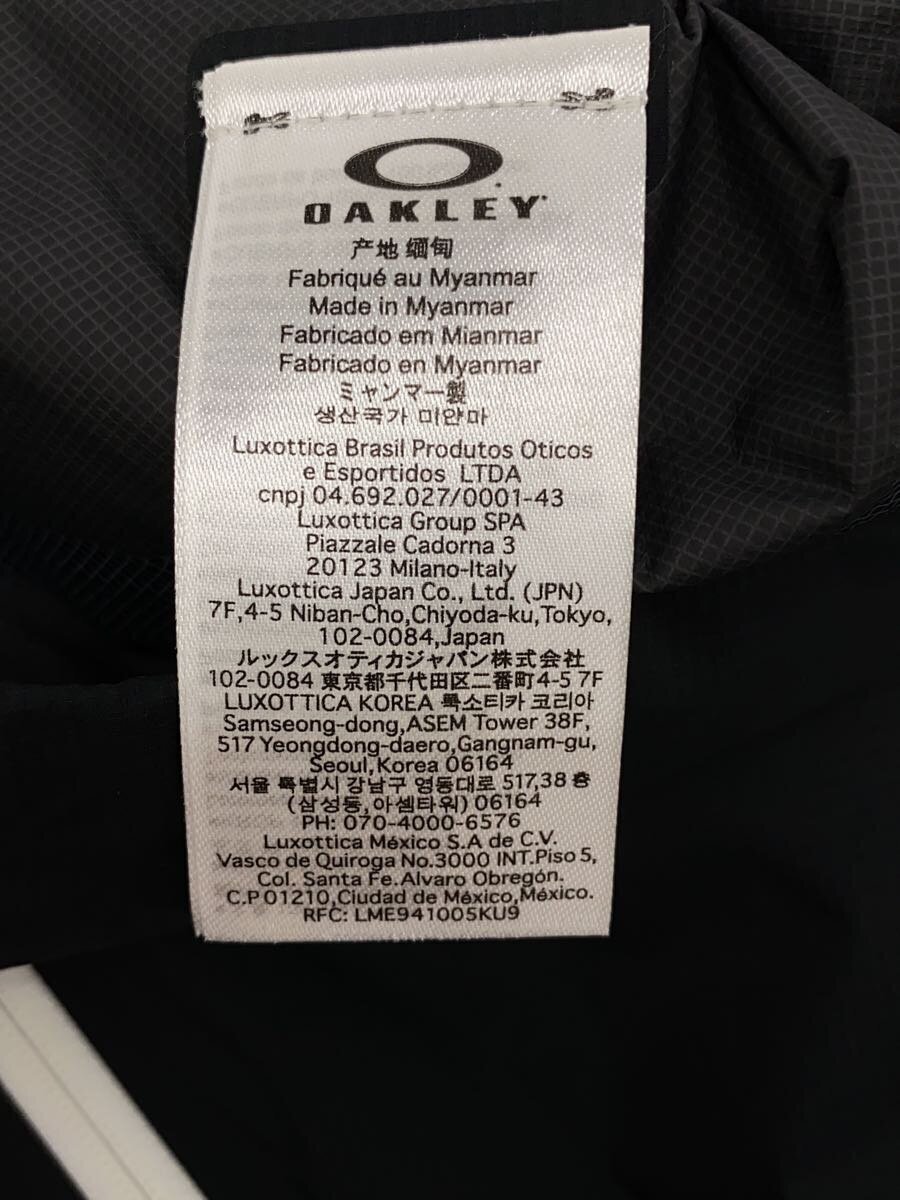 OAKLEY
产地 缅甸
Fabriqué au Myanmar
Made in Myanmar
Fabricado em Mianmar
Fabricado en Myanmar
ミャンマー製
생산국가 미얀마
Luxottica Brasil Produtos Oticos
e Esportidos LTDA
cnpj 04.692.027/0001-43
Luxottica Group SPA
Piazzale Cadorna 3
20123 Milano-Italy
Luxottica Japan Co., Ltd. (JPN)
7F,4-5 Niban-Cho,Chiyoda-ku,Tokyo,
102-0084,Japan
ルックスオティカジャパン株式会社
102-0084 東京都千代田区二番町4-5 7F
LUXOTTICA KOREA 룩소티카 코리아
Samseong-dong,ASEM Tower 38F,
517 Yeongdong-daero,Gangnam-gu,
Seoul,Korea 06164
서울 특별시 강남구 영동대로 517,38 층
(삼성동,아셈타워) 06164
PH: 070-4000-6576
Luxottica México S.A de C.V.
Vasco de Quiroga No.3000 INT.Piso 5,
Col. Santa Fe.Alvaro Obregón.
C.P 01210,Ciudad de México,México.
RFC: LME941005KU9